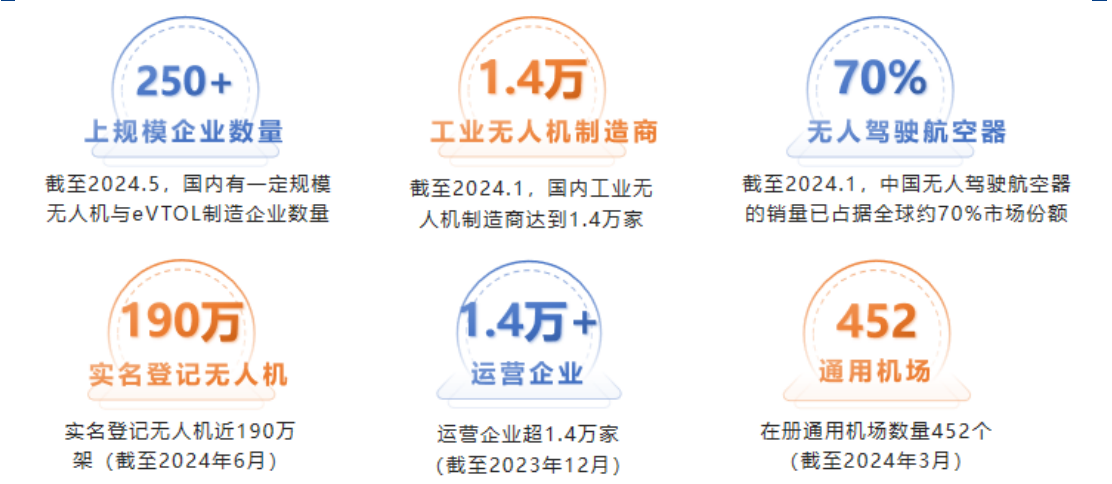 250+
上规模企业数量
截至2024.5，国内有一定规模
无人机与eVTOL制造企业数量
1.4万
工业无人机制造商
截至2024.1，国内工业无
人机制造商达到1.4万家
70%
无人驾驶航空器
截至2024.1，中国无人驾驶航空器
的销量已占据全球约70%市场份额
190万
实名登记无人机
实名登记无人机近190万
架（截至2024年6月）
1.4万+
运营企业
运营企业超1.4万家
（截至2023年12月）
452
通用机场
在册通用机场数量452个
（截至2024年3月）